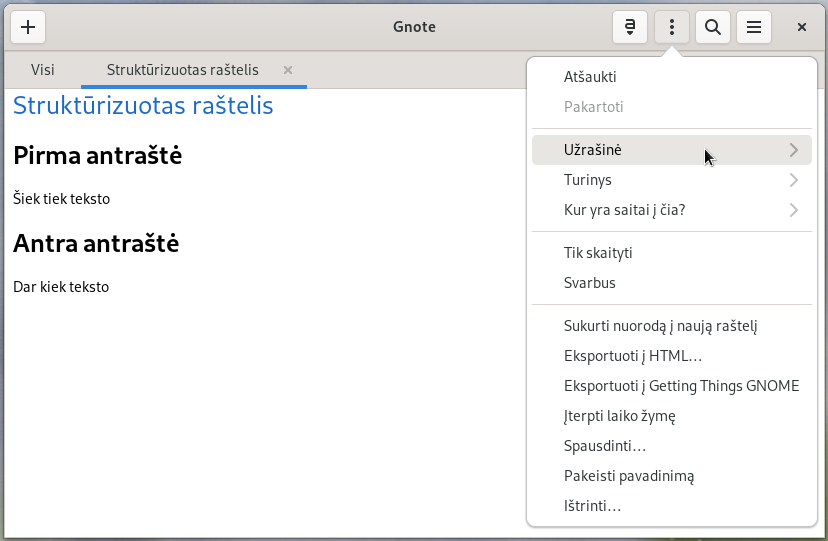 Gnote
Visi
Struktūrizuotas raštelis
Struktūrizuotas raštelis
Pirma antraštė
Šiek tiek teksto
Antra antraštė
Dar kiek teksto
Atšaukti
Pakartoti
Užrašinė
Turinys
Kur yra saitai į čia?
Tik skaityti
Svarbus
Sukurti nuorodą į naują raštelį
Eksportuoti į HTML…
Eksportuoti į Getting Things GNOME
Įterpti laiko žymę
Spausdinti…
Pakeisti pavadinimą
Ištrinti…